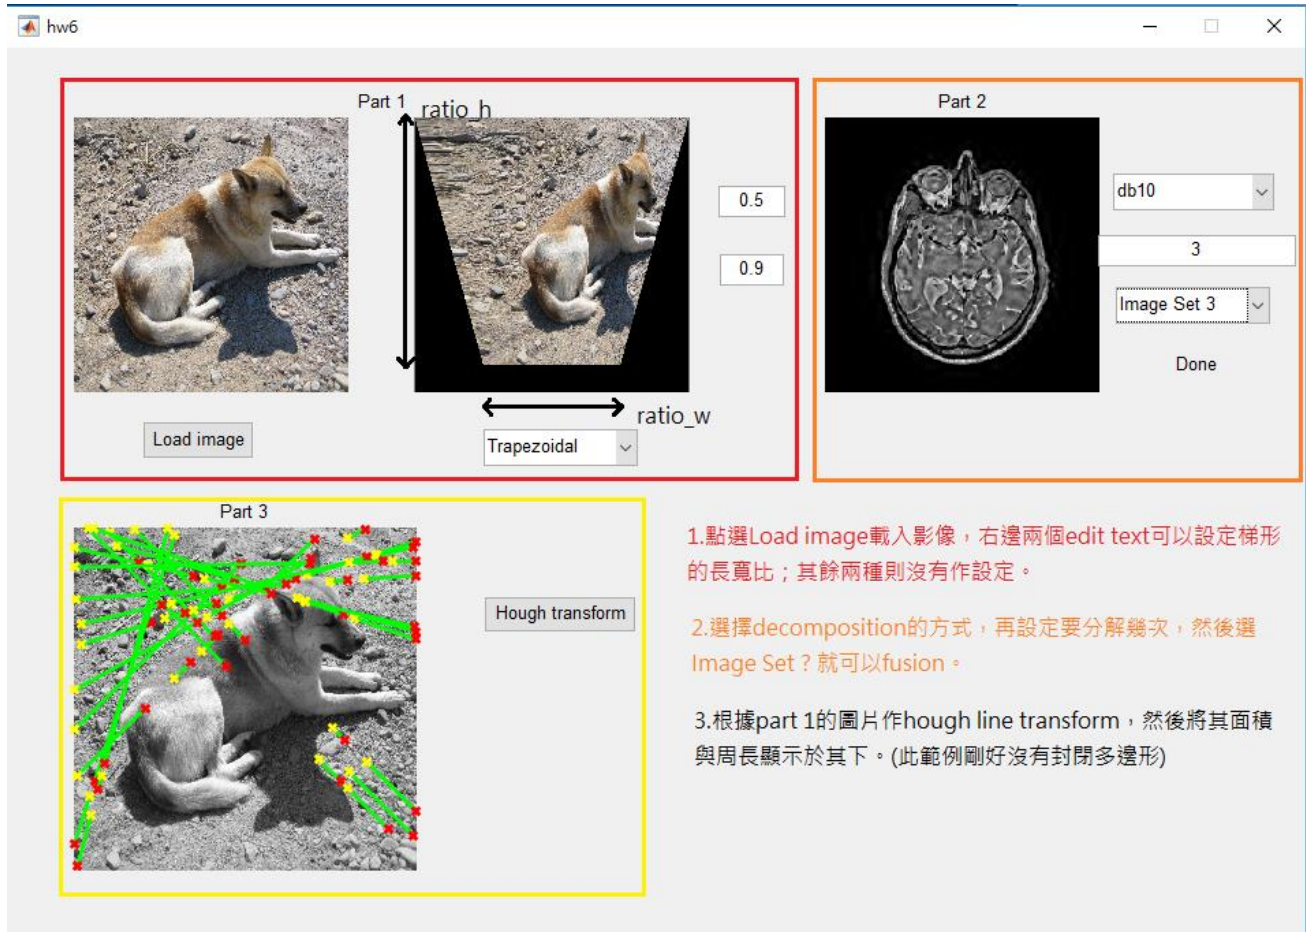 hw6
Part 1
ratio_h
0.5
0.9
ratio_w
Load image
Trapezoidal
Part 2
db10
3
Image Set 3
Done
Part 3
Hough transform
1.點選Load image載入影像，右邊兩個edit text可以設定梯形
的長寬比；其餘兩種則沒有作設定。
2.選擇decomposition的方式，再設定要分解幾次，然後選
Image Set？就可以fusion。
3.根據part 1的圖片作hough line transform，然後將其面積
與周長顯示於其下。(此範例剛好沒有封閉多邊形)